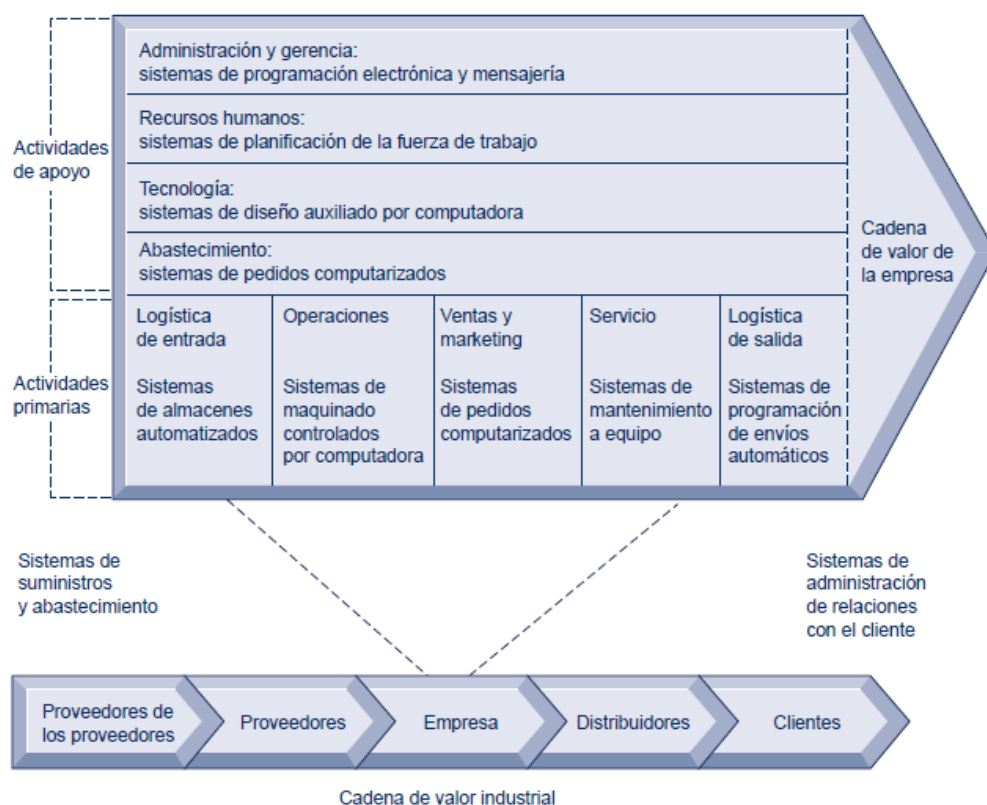 Administración y gerencia:
sistemas de programación electrónica y mensajería
Recursos humanos:
sistemas de planificación de la fuerza de trabajo
Actividades
de apoyo
Tecnología:
sistemas de diseño auxiliado por computadora
Abastecimiento:
sistemas de pedidos computarizados
Cadena
de valor de
la empresa
Actividades
primarias
Logística
de entrada
Sistemas
de almacenes
automatizados
Operaciones
Sistemas de
maquinado
controlados
por computadora
Ventas y
marketing
Sistemas
de pedidos
computarizados
Servicio
Sistemas de
mantenimiento
a equipo
Logística
de salida
Sistemas de
programación
de envíos
automáticos
Sistemas de
suministros
y abastecimiento
Sistemas de
administración
de relaciones
con el cliente
Proveedores de
los proveedores
Proveedores
Empresa
Distribuidores
Clientes
Cadena de valor industrial